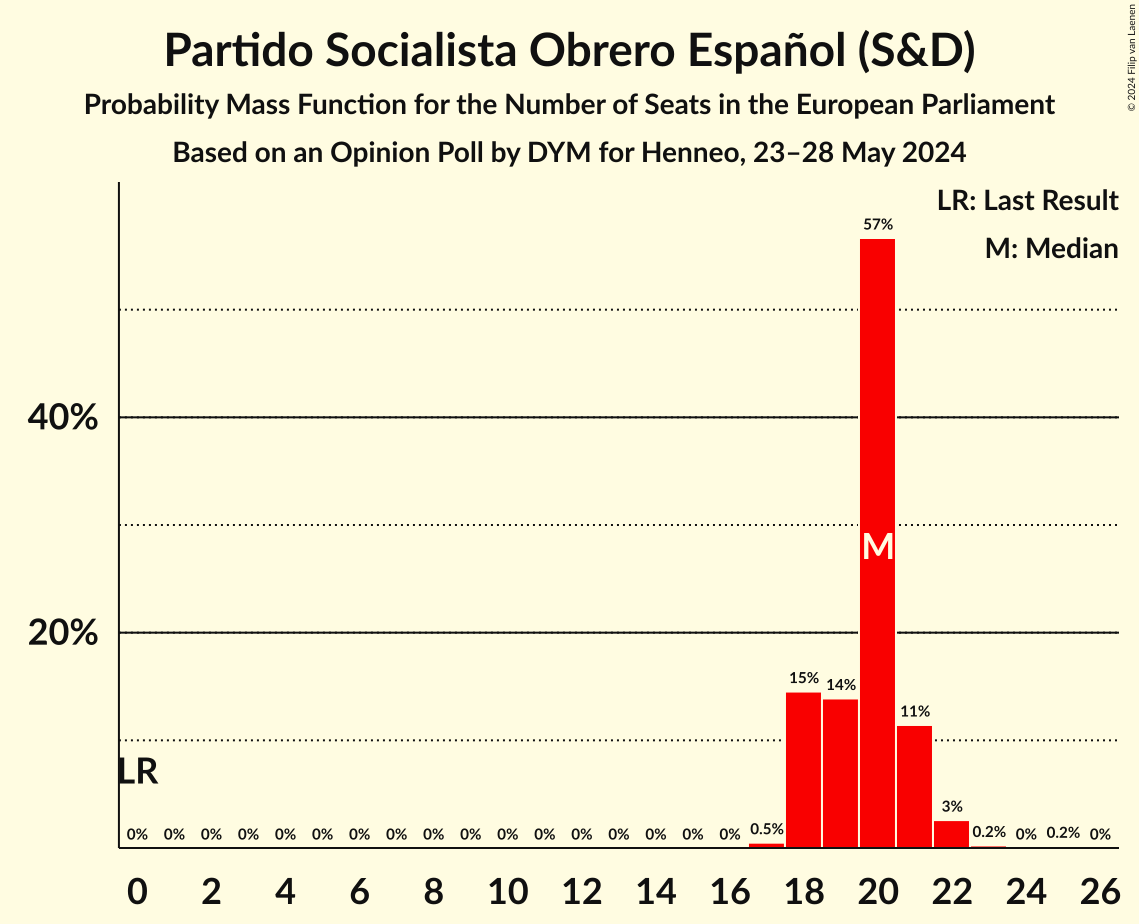 Partido Socialista Obrero Español (S&D)
Probability Mass Function for the Number of Seats in the European Parliament
Based on an Opinion Poll by DYM for Henneo, 23–28 May 2024
© 2024 Filip van Laenen
LR: Last Result
M: Median
57%
40%
M
20%
15% 14% 11%
LR
0% 0% 0% 0% 0% 0% 0% 0% 0% 0% 0% 0% 0% 0% 0% 0% 0% 0.5% 3% 0.2% 0% 0.2% 0%
0 2 4 6 8 10 12 14 16 18 20 22 24 26